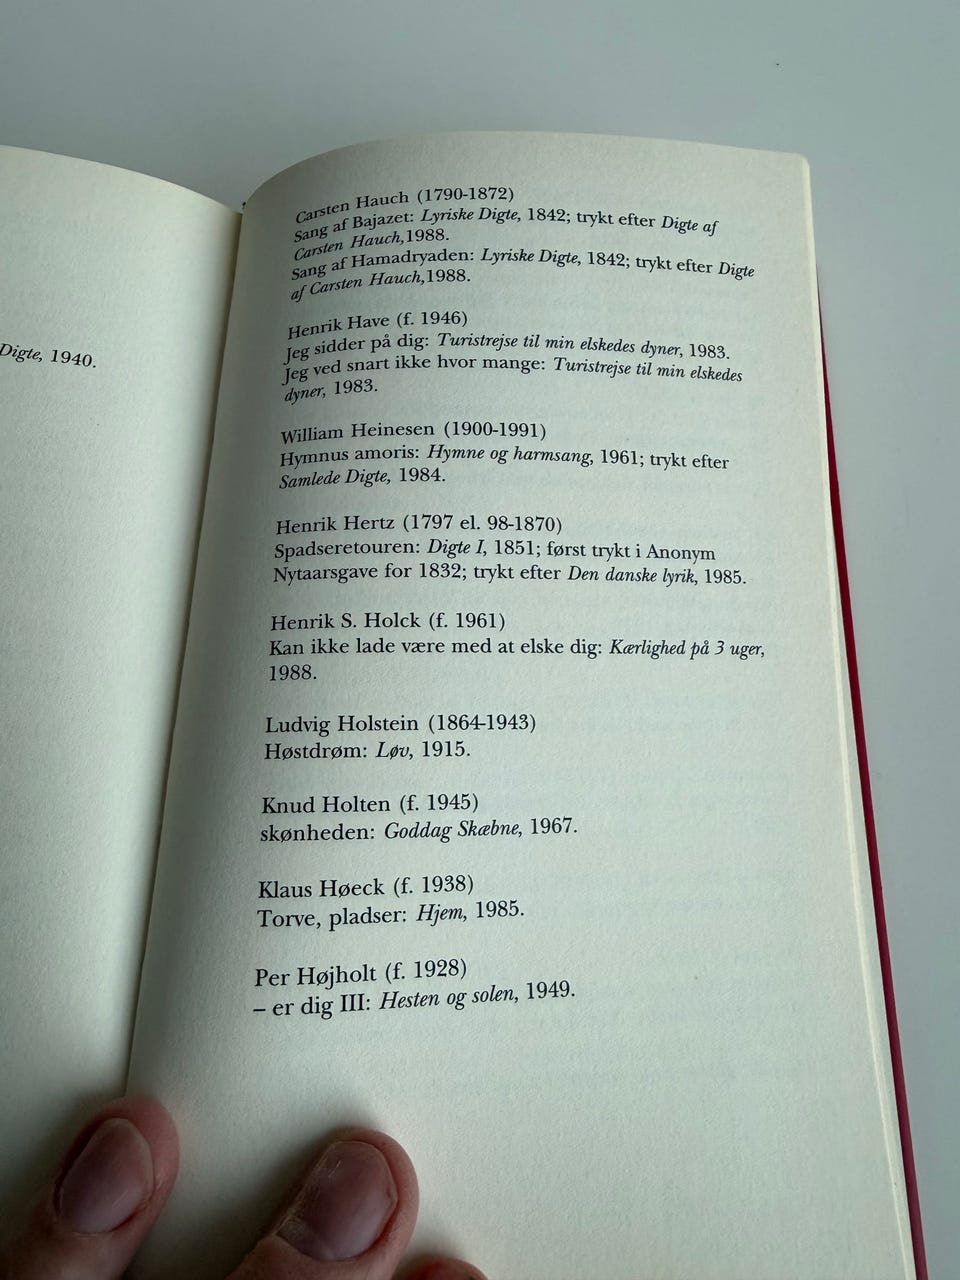 Digte, 1940.
Carsten Hauch (1790-1872)
Sang af Bajazet: Lyriske Digte, 1842; trykt efter Digte af
Carsten Hauch,1988.
Sang af Hamadryaden: Lyriske Digte, 1842; trykt efter Digte
af Carsten Hauch,1988.
Henrik Have (f. 1946)
Jeg sidder på dig: Turistrejse til min elskedes dyner, 1983.
Jeg ved snart ikke hvor mange: Turistrejse til min elskedes
dyner, 1983.
William Heinesen (1900-1991)
Hymnus amoris: Hymne og harmsang, 1961; trykt efter
Samlede Digte, 1984.
Henrik Hertz (1797 el. 98-1870)
Spadseretouren: Digte I, 1851; først trykt i Anonym
Nytaarsgave for 1832; trykt efter Den danske lyrik, 1985.
Henrik S. Holck (f. 1961)
Kan ikke lade være med at elske dig: Kærlighed på 3 uger,
1988.
Ludvig Holstein (1864-1943)
Høstdrøm: Løv, 1915.
Knud Holten (f. 1945)
skønheden: Goddag Skæbne, 1967.
Klaus Høeck (f. 1938)
Torve, pladser: Hjem, 1985.
Per Højholt (f. 1928)
– er dig III: Hesten og solen, 1949.